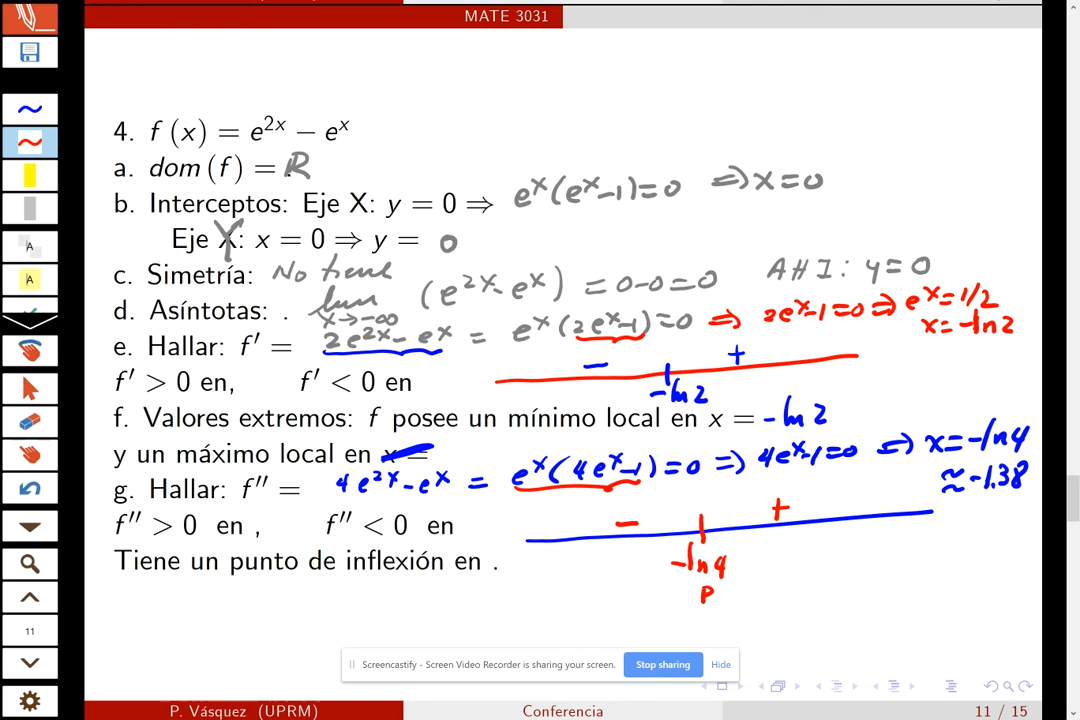 MATE 3031
4. f (x) = e^{2x} − e^x
a. dom (f) = ℝ
b. Interceptos: Eje X: y = 0 ⇒ e^x(e^x−1)=0 ⇒ x=0
Eje Y: x = 0 ⇒ y = 0
c. Simetría: No tiene
d. Asíntotas: . lim x→−∞ (e^{2x}−e^x) = 0−0=0 AHI: y=0
e. Hallar: f′ = 2e^{2x}−e^x = e^x(2e^x−1)=0 ⇒ 2e^x−1=0 ⇒ e^x=1/2
x=−ln2
− +
−ln2
f′ > 0 en, f′ < 0 en
f. Valores extremos: f posee un mínimo local en x = −ln2
y un máximo local en x =
g. Hallar: f′′ = 4e^{2x}−e^x = e^x(4e^x−1)=0 ⇒ 4e^x−1=0 ⇒ x=−ln4
≈−1.38
− +
−ln4
P
f′′ > 0 en , f′′ < 0 en
Tiene un punto de inflexión en .
A
A
11
Screencastify - Screen Video Recorder is sharing your screen. Stop sharing Hide
P. Vásquez (UPRM) Conferencia 11 / 15